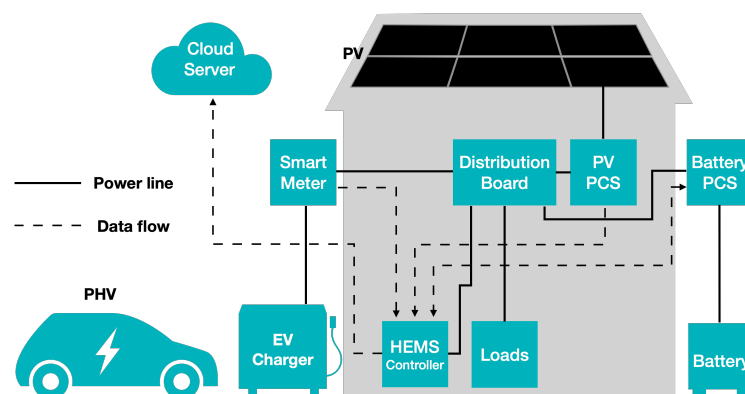 Cloud
Server
PV
Smart
Meter
Distribution
Board
PV
PCS
Battery
PCS
Power line
Data flow
PHV
EV
Charger
HEMS
Controller
Loads
Battery